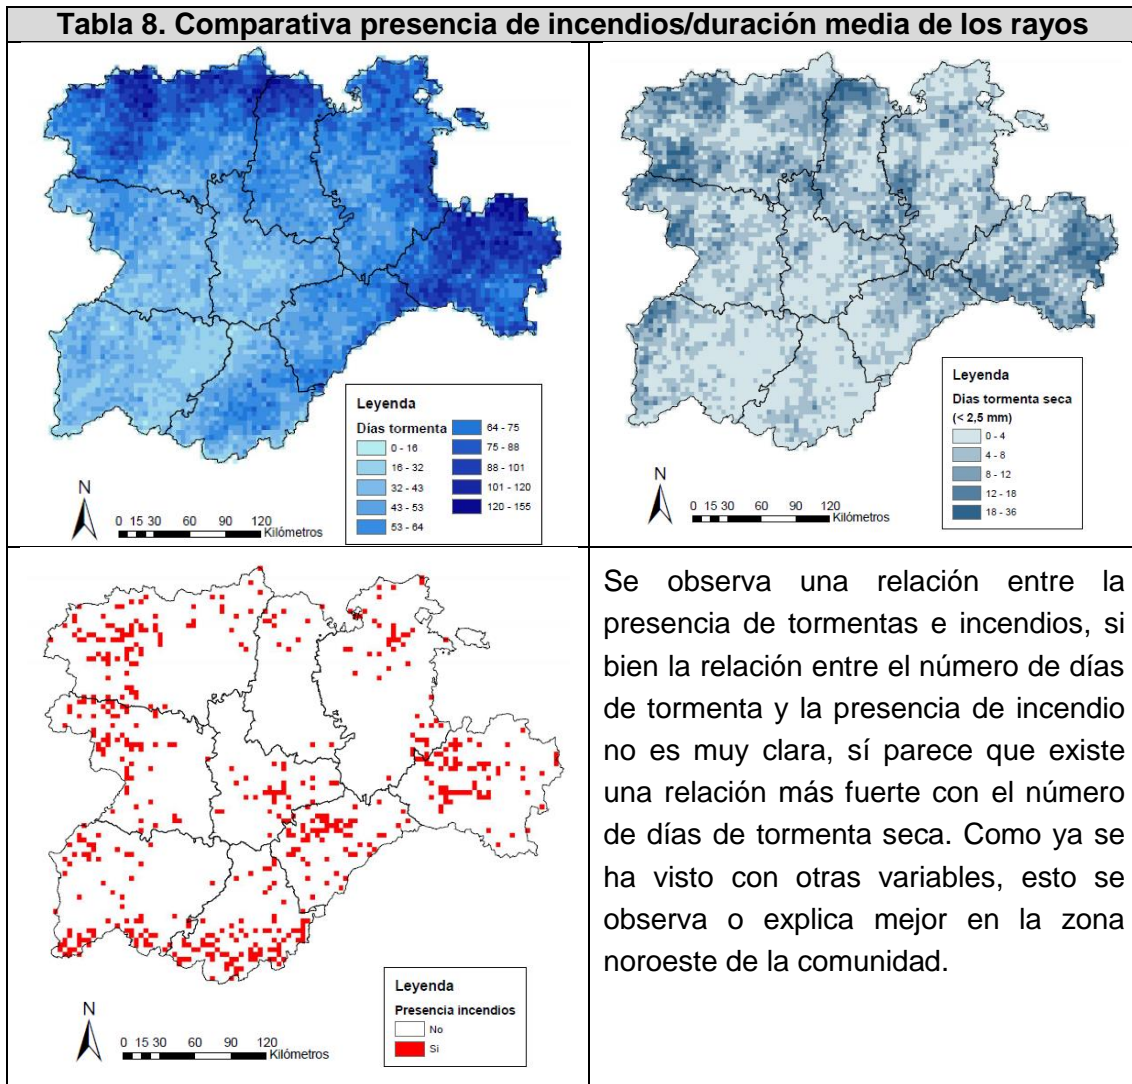 Tabla 8. Comparativa presencia de incendios/duración media de los rayos
Leyenda
Días tormenta
0 - 16
16 - 32
32 - 43
43 - 53
53 - 64
64 - 75
75 - 88
88 - 101
101 - 120
120 - 155
N
0 15 30 60 90 120
Kilómetros
Leyenda
Dias tormenta seca
(< 2,5 mm)
0 - 4
4 - 8
8 - 12
12 - 18
18 - 36
N
0 15 30 60 90 120
Kilómetros
Leyenda
Presencia incendios
No
Si
N
0 15 30 60 90 120
Kilómetros
Se observa una relación entre la
presencia de tormentas e incendios, si
bien la relación entre el número de días
de tormenta y la presencia de incendio
no es muy clara, sí parece que existe
una relación más fuerte con el número
de días de tormenta seca. Como ya se
ha visto con otras variables, esto se
observa o explica mejor en la zona
noroeste de la comunidad.